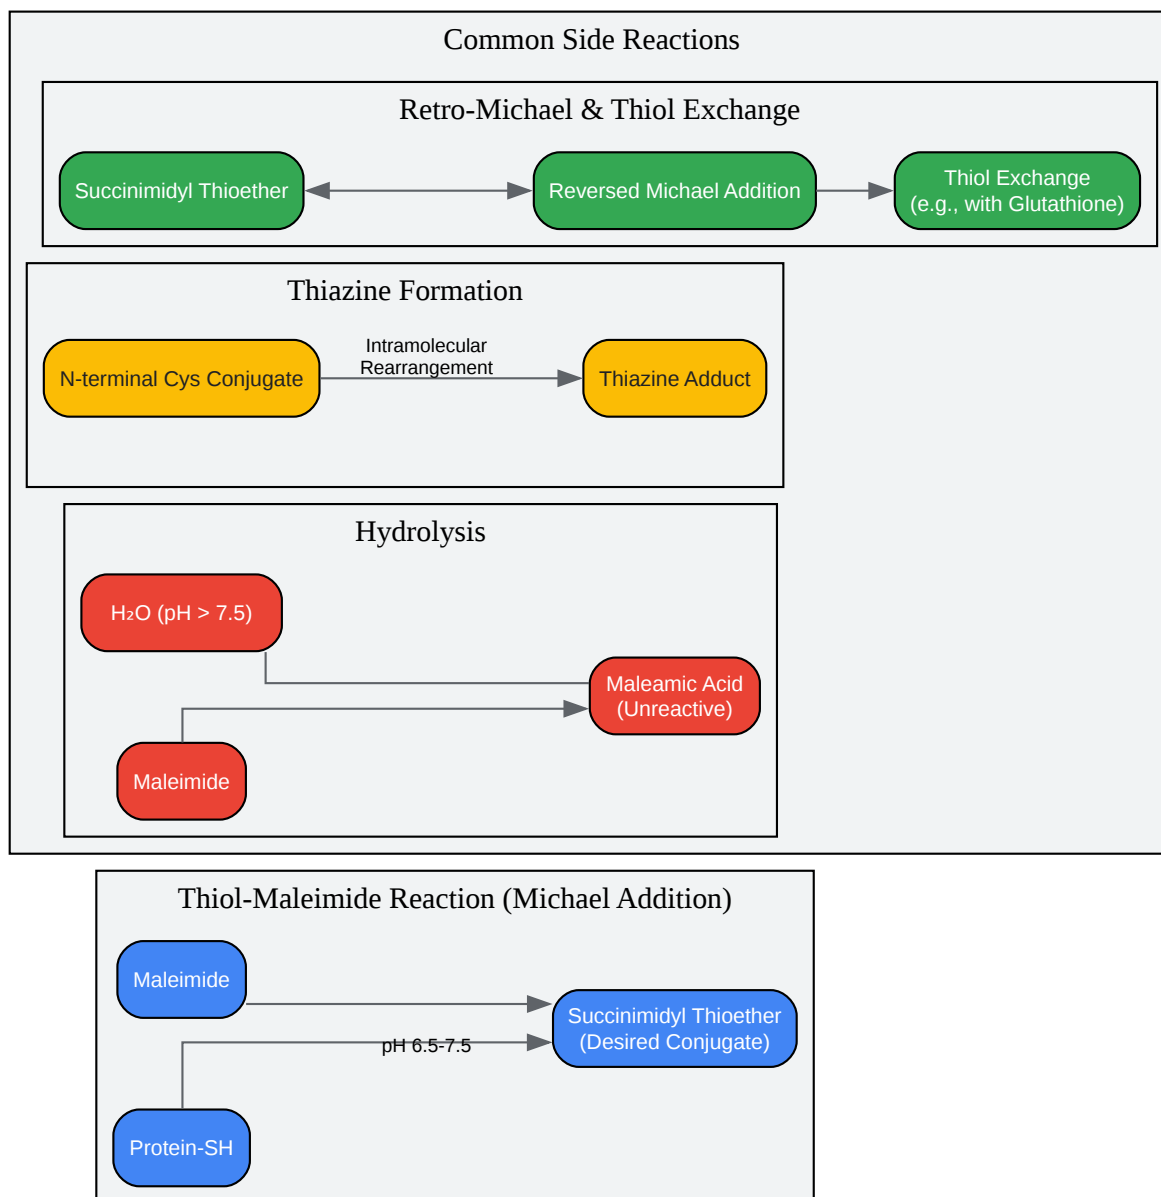 Common Side Reactions
Retro-Michael & Thiol Exchange
Succinimidyl Thioether
Reversed Michael Addition
Thiol Exchange
(e.g., with Glutathione)
Thiazine Formation
N-terminal Cys Conjugate
Intramolecular
Rearrangement
Thiazine Adduct
Hydrolysis
H₂O (pH > 7.5)
Maleamic Acid
(Unreactive)
Maleimide
Thiol-Maleimide Reaction (Michael Addition)
Maleimide
Succinimidyl Thioether
(Desired Conjugate)
pH 6.5-7.5
Protein-SH